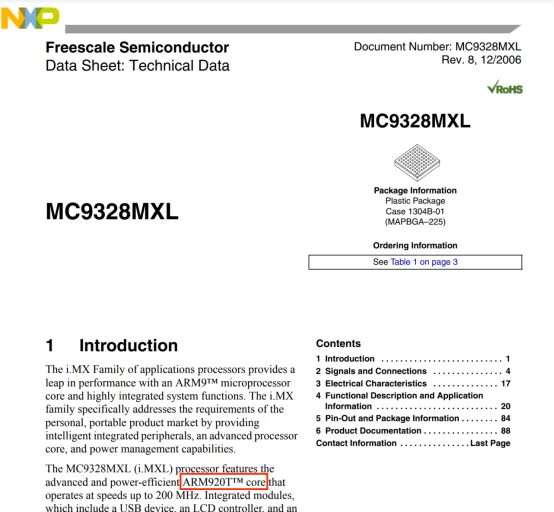 NXP
Freescale Semiconductor
Data Sheet: Technical Data
Document Number: MC9328MXL
Rev. 8, 12/2006
RoHS
MC9328MXL
Package Information
Plastic Package
Case 1304B-01
(MAPBGA–225)
Ordering Information
See Table 1 on page 3
MC9328MXL
1 Introduction
The i.MX Family of applications processors provides a
leap in performance with an ARM9™ microprocessor
core and highly integrated system functions. The i.MX
family specifically addresses the requirements of the
personal, portable product market by providing
intelligent integrated peripherals, an advanced processor
core, and power management capabilities.
The MC9328MXL (i.MXL) processor features the
advanced and power-efficient ARM920T™ core that
operates at speeds up to 200 MHz. Integrated modules,
which include a USB device, an LCD controller, and an
Contents
1 Introduction . . . . . . . . . . . . . . . . . . . . . . . . . 1
2 Signals and Connections . . . . . . . . . . . . . . . 4
3 Electrical Characteristics . . . . . . . . . . . . . . 17
4 Functional Description and Application
Information . . . . . . . . . . . . . . . . . . . . . . . . . 20
5 Pin-Out and Package Information . . . . . . . 84
6 Product Documentation . . . . . . . . . . . . . . . 88
Contact Information . . . . . . . . . . . . . . Last Page